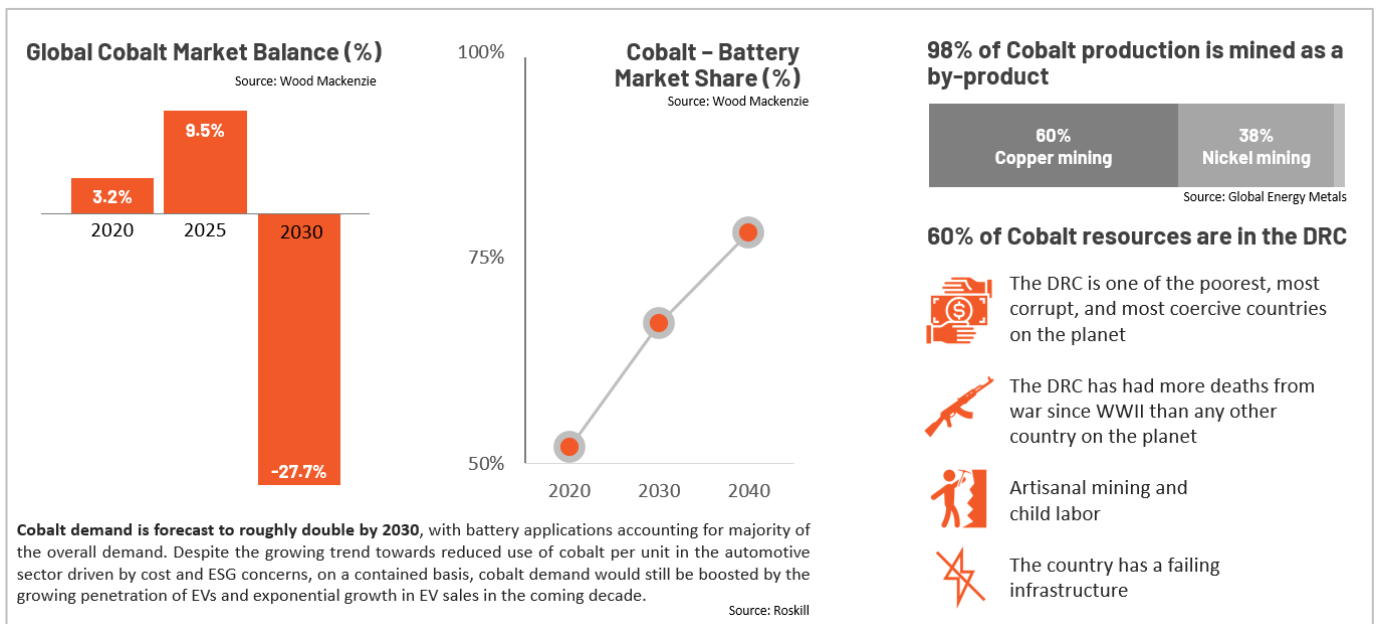 Global Cobalt Market Balance (%)
Source: Wood Mackenzie
9.5%
3.2%
2020
2025
2030
-27.7%
Cobalt – Battery
Market Share (%)
Source: Wood Mackenzie
100%
75%
50%
2020
2030
2040
Cobalt demand is forecast to roughly double by 2030, with battery applications accounting for majority of
the overall demand. Despite the growing trend towards reduced use of cobalt per unit in the automotive
sector driven by cost and ESG concerns, on a contained basis, cobalt demand would still be boosted by the
growing penetration of EVs and exponential growth in EV sales in the coming decade.
Source: Roskill
98% of Cobalt production is mined as a
by-product
60%
Copper mining
38%
Nickel mining
Source: Global Energy Metals
60% of Cobalt resources are in the DRC
$
The DRC is one of the poorest, most
corrupt, and most coercive countries
on the planet
The DRC has had more deaths from
war since WWII than any other
country on the planet
Artisanal mining and
child labor
The country has a failing
infrastructure